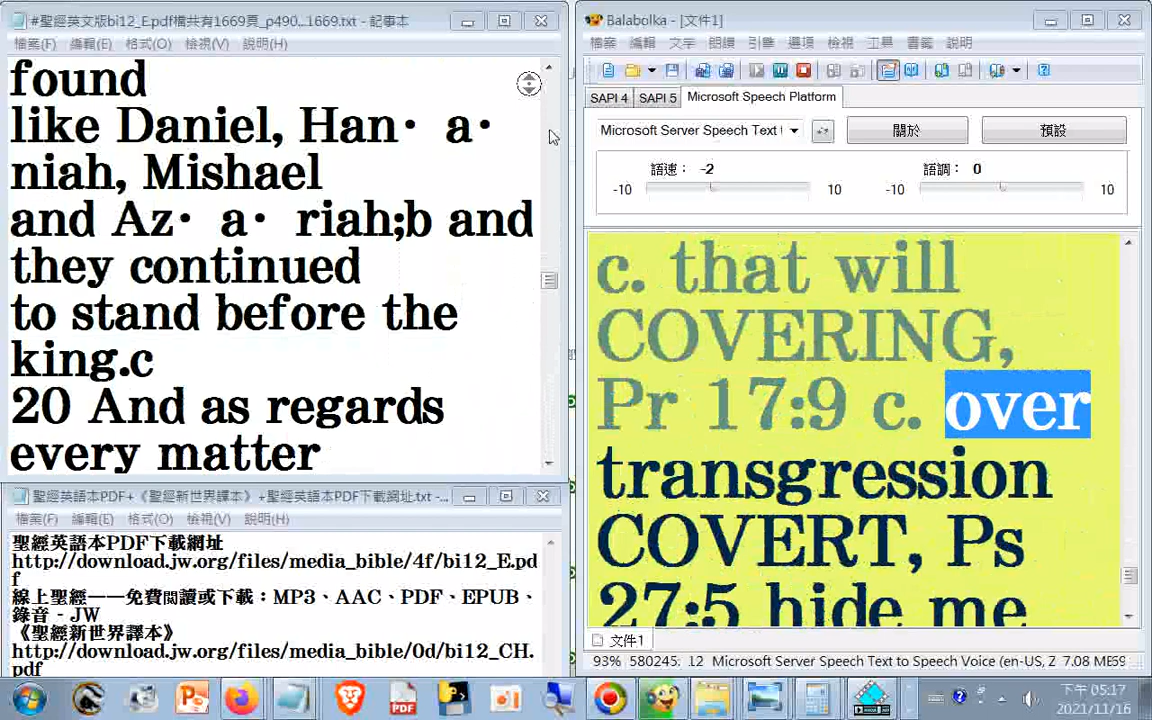 #聖經英文版bi12_E.pdf檔共有1669頁_p490,..1669.txt - 記事本
檔案(F) 編輯(E) 格式(O) 檢視(V) 說明(H)
found
like Daniel, Han· a·
niah, Mishael
and Az· a· riah;b and
they continued
to stand before the
king.c
20 And as regards
every matter
聖經英語本PDF+《聖經新世界譯本》+聖經英語本PDF下載網址.txt -...
檔案(F) 編輯(E) 格式(O) 檢視(V) 說明(H)
聖經英語本PDF下載網址
http://download.jw.org/files/media_bible/4f/bi12_E.pd
f
線上聖經——免費閱讀或下載：MP3、AAC、PDF、EPUB、
錄音 - JW
《聖經新世界譯本》
http://download.jw.org/files/media_bible/0d/bi12_CH.
pdf
Balabolka - [文件1]
檔案 編輯 文字 朗讀 引擎 選項 檢視 工具 書籤 說明
SAPI 4 SAPI 5 Microsoft Speech Platform
Microsoft Server Speech Text 關於 預設
語速： -2 語調： 0
-10 10 -10 10
c. that will
COVERING,
Pr 17:9 c. over
transgression
COVERT, Ps
27:5 hide me
文件1
93% 580245. 12 Microsoft Server Speech Text to Speech Voice (en-US, Z 7.08 ME
PDF
下午 05:17
2021/11/16